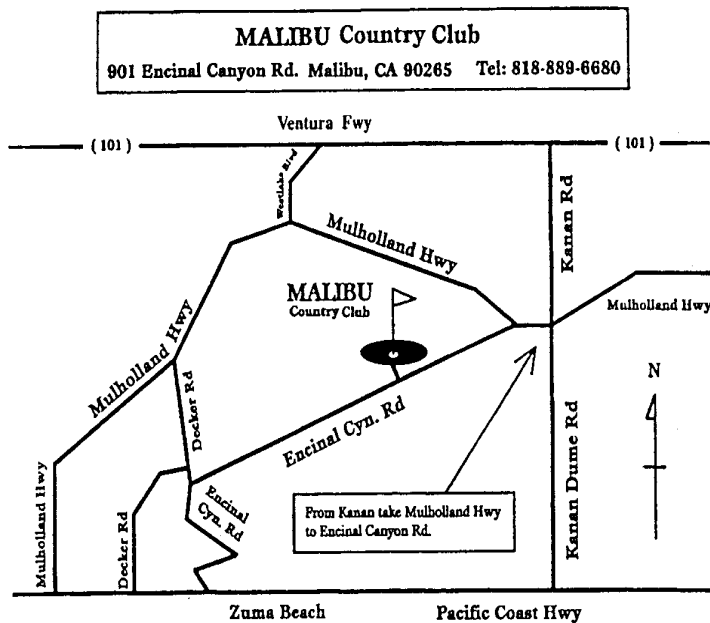 MALIBU Country Club
901 Encinal Canyon Rd. Malibu, CA 90265 Tel: 818-889-6680
Ventura Fwy
( 101 )
( 101 )
Westlake Blvd
Kanan Rd
Mulholland Hwy
Mulholland Hwy
MALIBU
Country Club
Mulholland Hwy
Decker Rd
Encinal Cyn. Rd
N
Kanan Dume Rd
Mulholland Hwy
Decker Rd
Encinal
Cyn. Rd
From Kanan take Mulholland Hwy
to Encinal Canyon Rd.
Zuma Beach
Pacific Coast Hwy